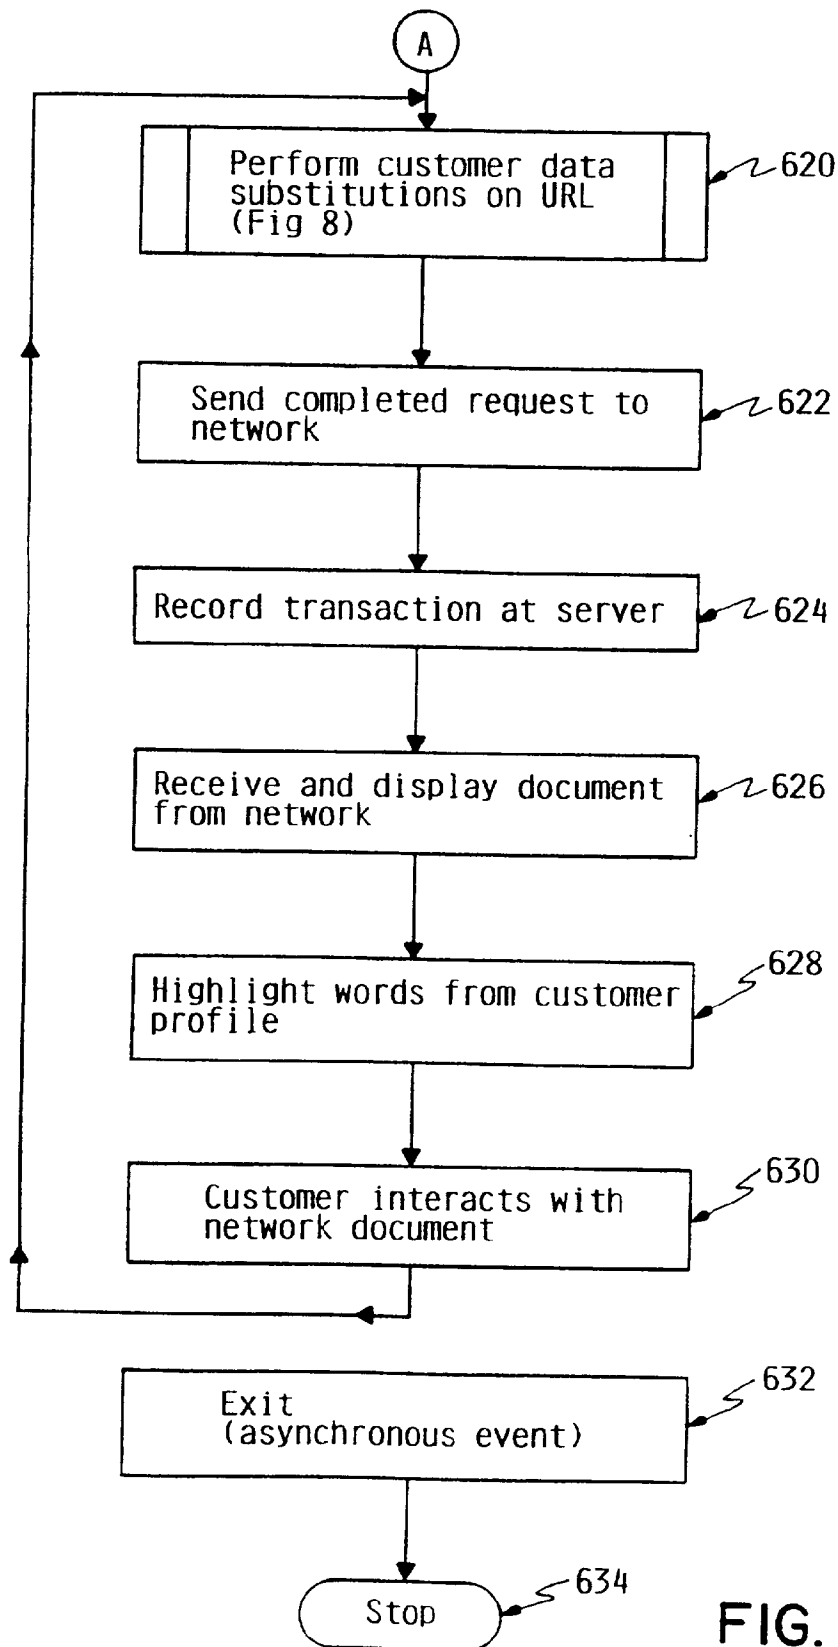 A
Perform customer data
substitutions on URL
(Fig 8)
620
Send completed request to
network
622
Record transaction at server
624
Receive and display document
from network
626
Highlight words from customer
profile
628
Customer interacts with
network document
630
Exit
(asynchronous event)
632
Stop
634
FIG.